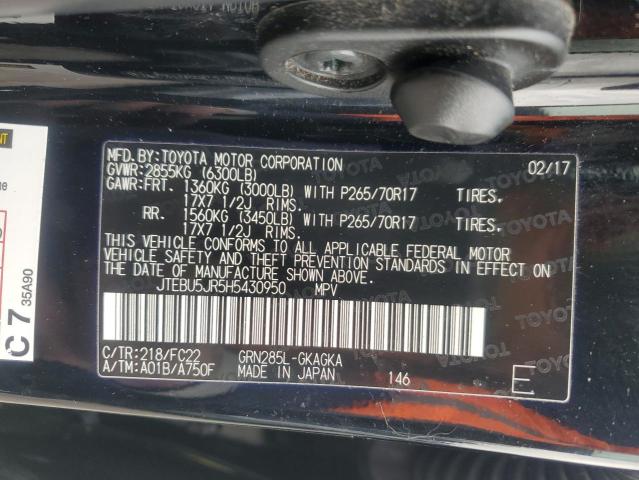 MFD.BY:TOYOTA MOTOR CORPORATION 02/17
GVWR:2855KG (6300LB)
GAWR:FRT. 1360KG (3000LB) WITH P265/70R17 TIRES.
17X7 1/2J RIMS.
RR. 1560KG (3450LB) WITH P265/70R17 TIRES.
17X7 1/2J RIMS.
THIS VEHICLE CONFORMS TO ALL APPLICABLE FEDERAL MOTOR
VEHICLE SAFETY AND THEFT PREVENTION STANDARDS IN EFFECT ON
THE DATE OF MANUFACTURE SHOWN ABOVE.
JTEBU5JR5H5430950 MPV
C/TR:218/FC22 GRN285L-GKAGKA
A/TM:A01B/A750F MADE IN JAPAN 146 E
C 7 35A90